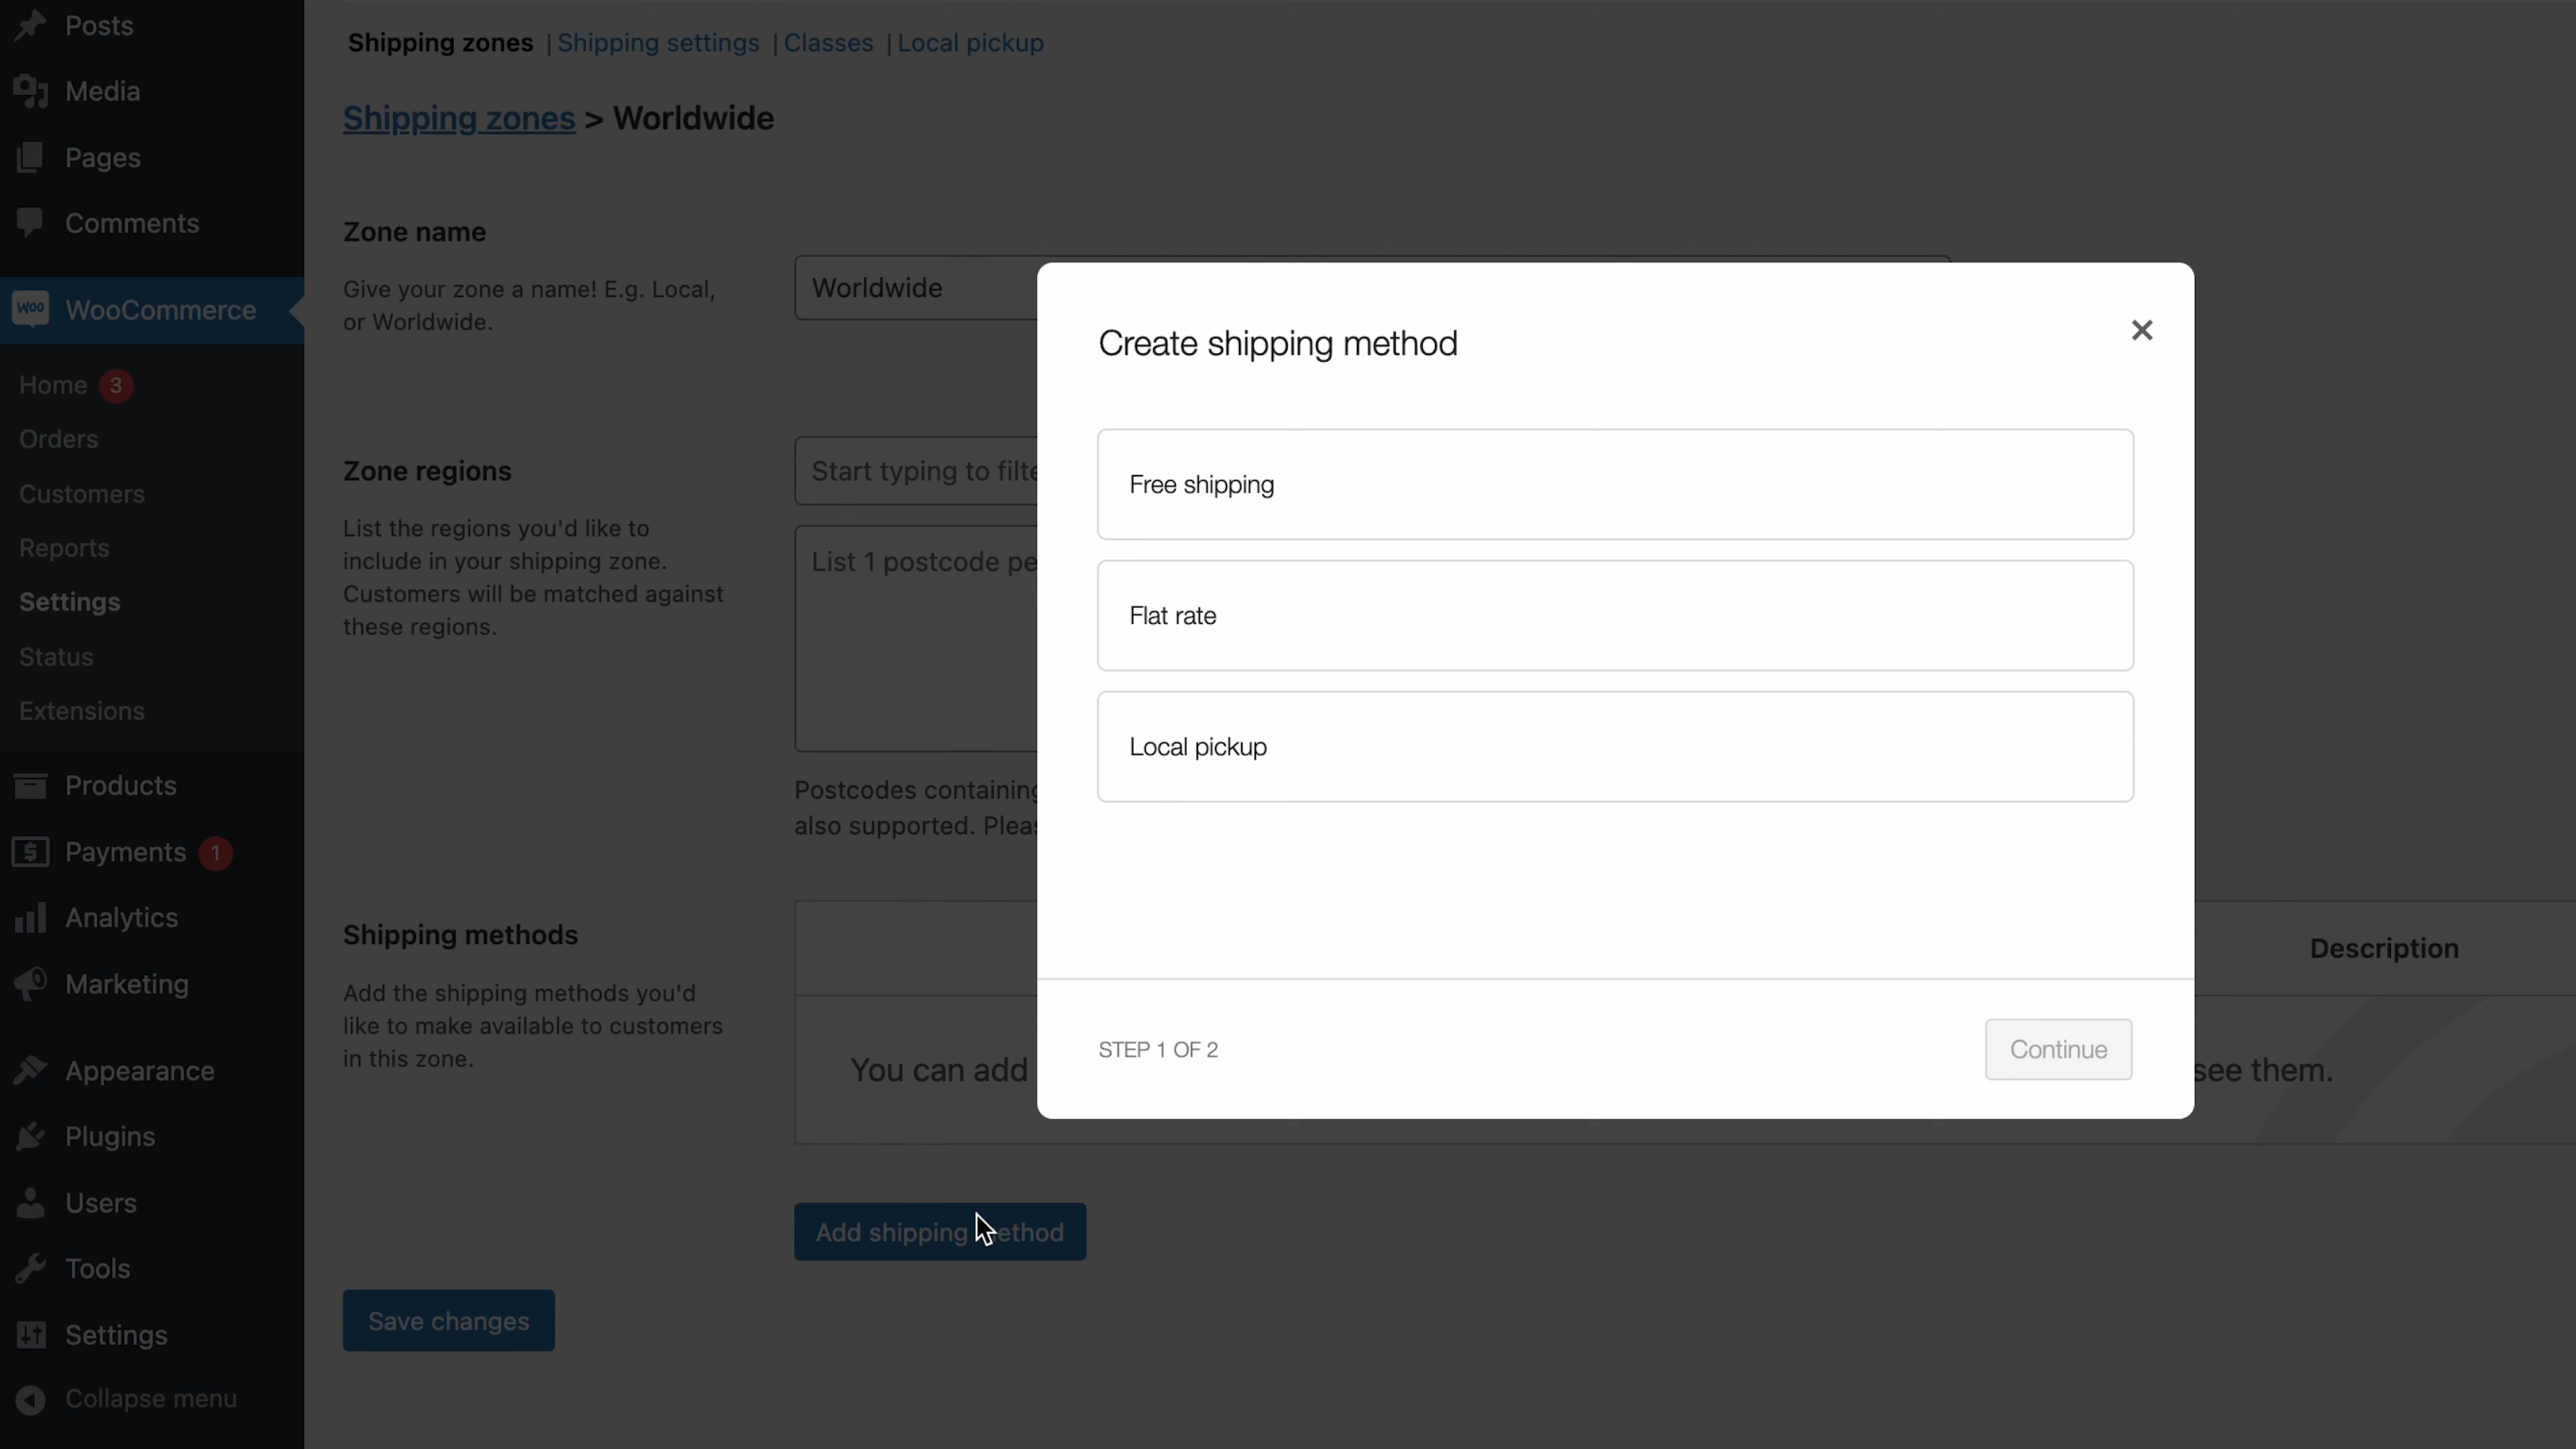 Posts
Media
Pages
Comments
WOO WooCommerce
Home 3
Orders
Customers
Reports
Settings
Status
Extensions
Products
Payments 1
Analytics
Marketing
Appearance
Plugins
Users
Tools
Settings
Collapse menu
Shipping zones | Shipping settings | Classes | Local pickup
Shipping zones > Worldwide
Zone name
Give your zone a name! E.g. Local,
or Worldwide.
Worldwide
Zone regions
List the regions you'd like to
include in your shipping zone.
Customers will be matched against
these regions.
Start typing to filte
List 1 postcode pe
Postcodes containing
also supported. Pleas
Shipping methods
Add the shipping methods you'd
like to make available to customers
in this zone.
Description
You can add
see them.
Add shipping method
Save changes
Create shipping method
Free shipping
Flat rate
Local pickup
STEP 1 OF 2
Continue